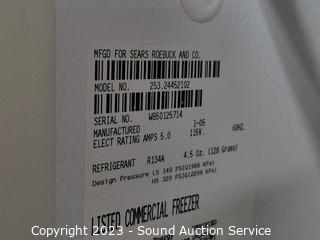 MFGD FOR SEARS ROEBUCK AND CO.
MODEL NO. 253.24452102
SERIAL NO. WB50125714
MANUFACTURED 1-05
ELECT RATING AMPS 5.0 115V. 60HZ.
REFRIGERANT R134A 4.5 Oz. (128 Grams)
Design Pressure LS 140 PSIG(965 KPa)
HS 320 PSIG(2206 KPa)
LISTED COMMERCIAL FREEZER
Copyright 2023 - Sound Auction Service